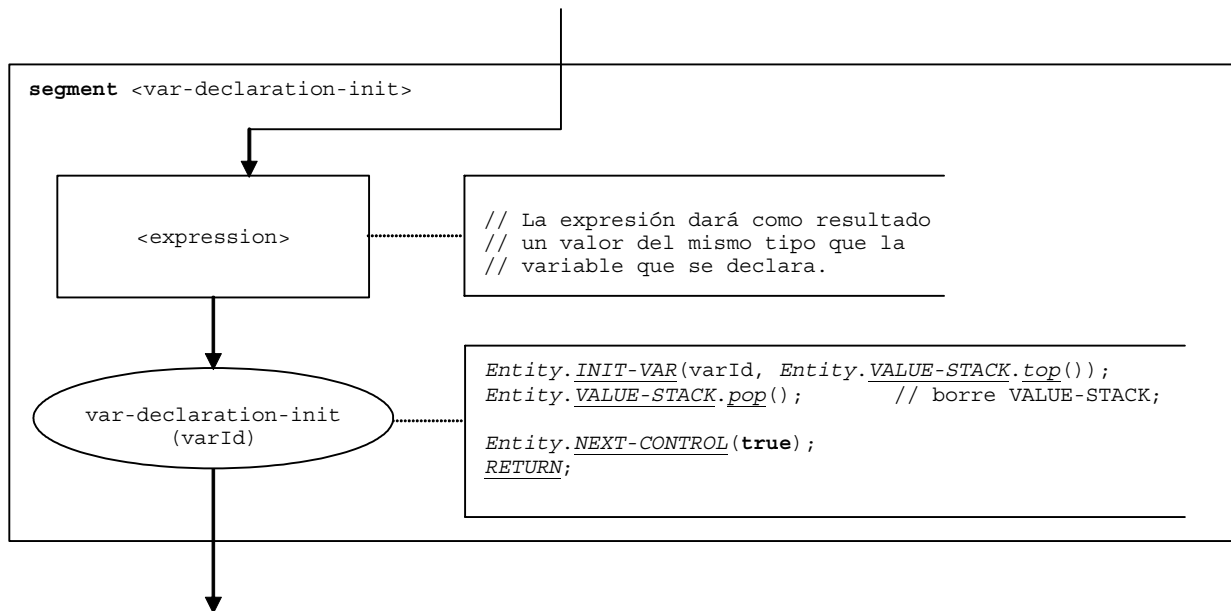 segment <var-declaration-init>
<expression>
// La expresión dará como resultado
// un valor del mismo tipo que la
// variable que se declara.
var-declaration-init
(varId)
Entity.INIT-VAR(varId, Entity.VALUE-STACK.top());
Entity.VALUE-STACK.pop(); // borre VALUE-STACK;
Entity.NEXT-CONTROL(true);
RETURN;